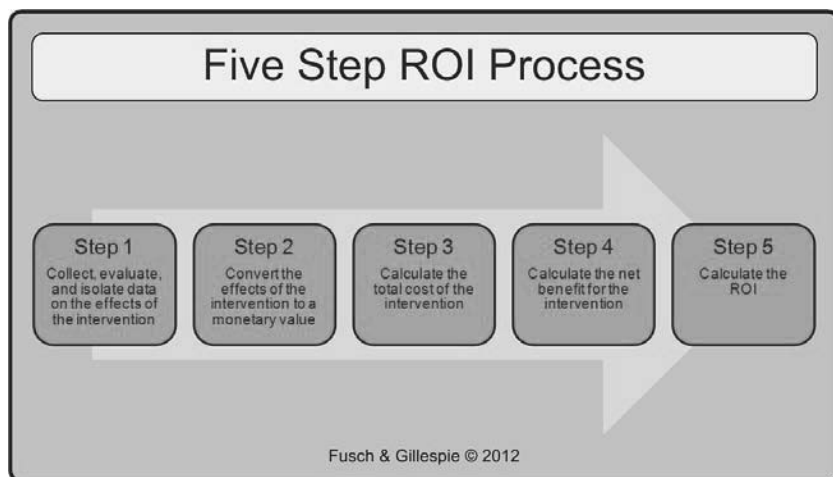 Five Step ROI Process
Step 1
Collect, evaluate,
and isolate data
on the effects of
the intervention
Step 2
Convert the
effects of the
intervention to a
monetary value
Step 3
Calculate the
total cost of the
intervention
Step 4
Calculate the net
benefit for the
intervention
Step 5
Calculate the
ROI
Fusch & Gillespie © 2012